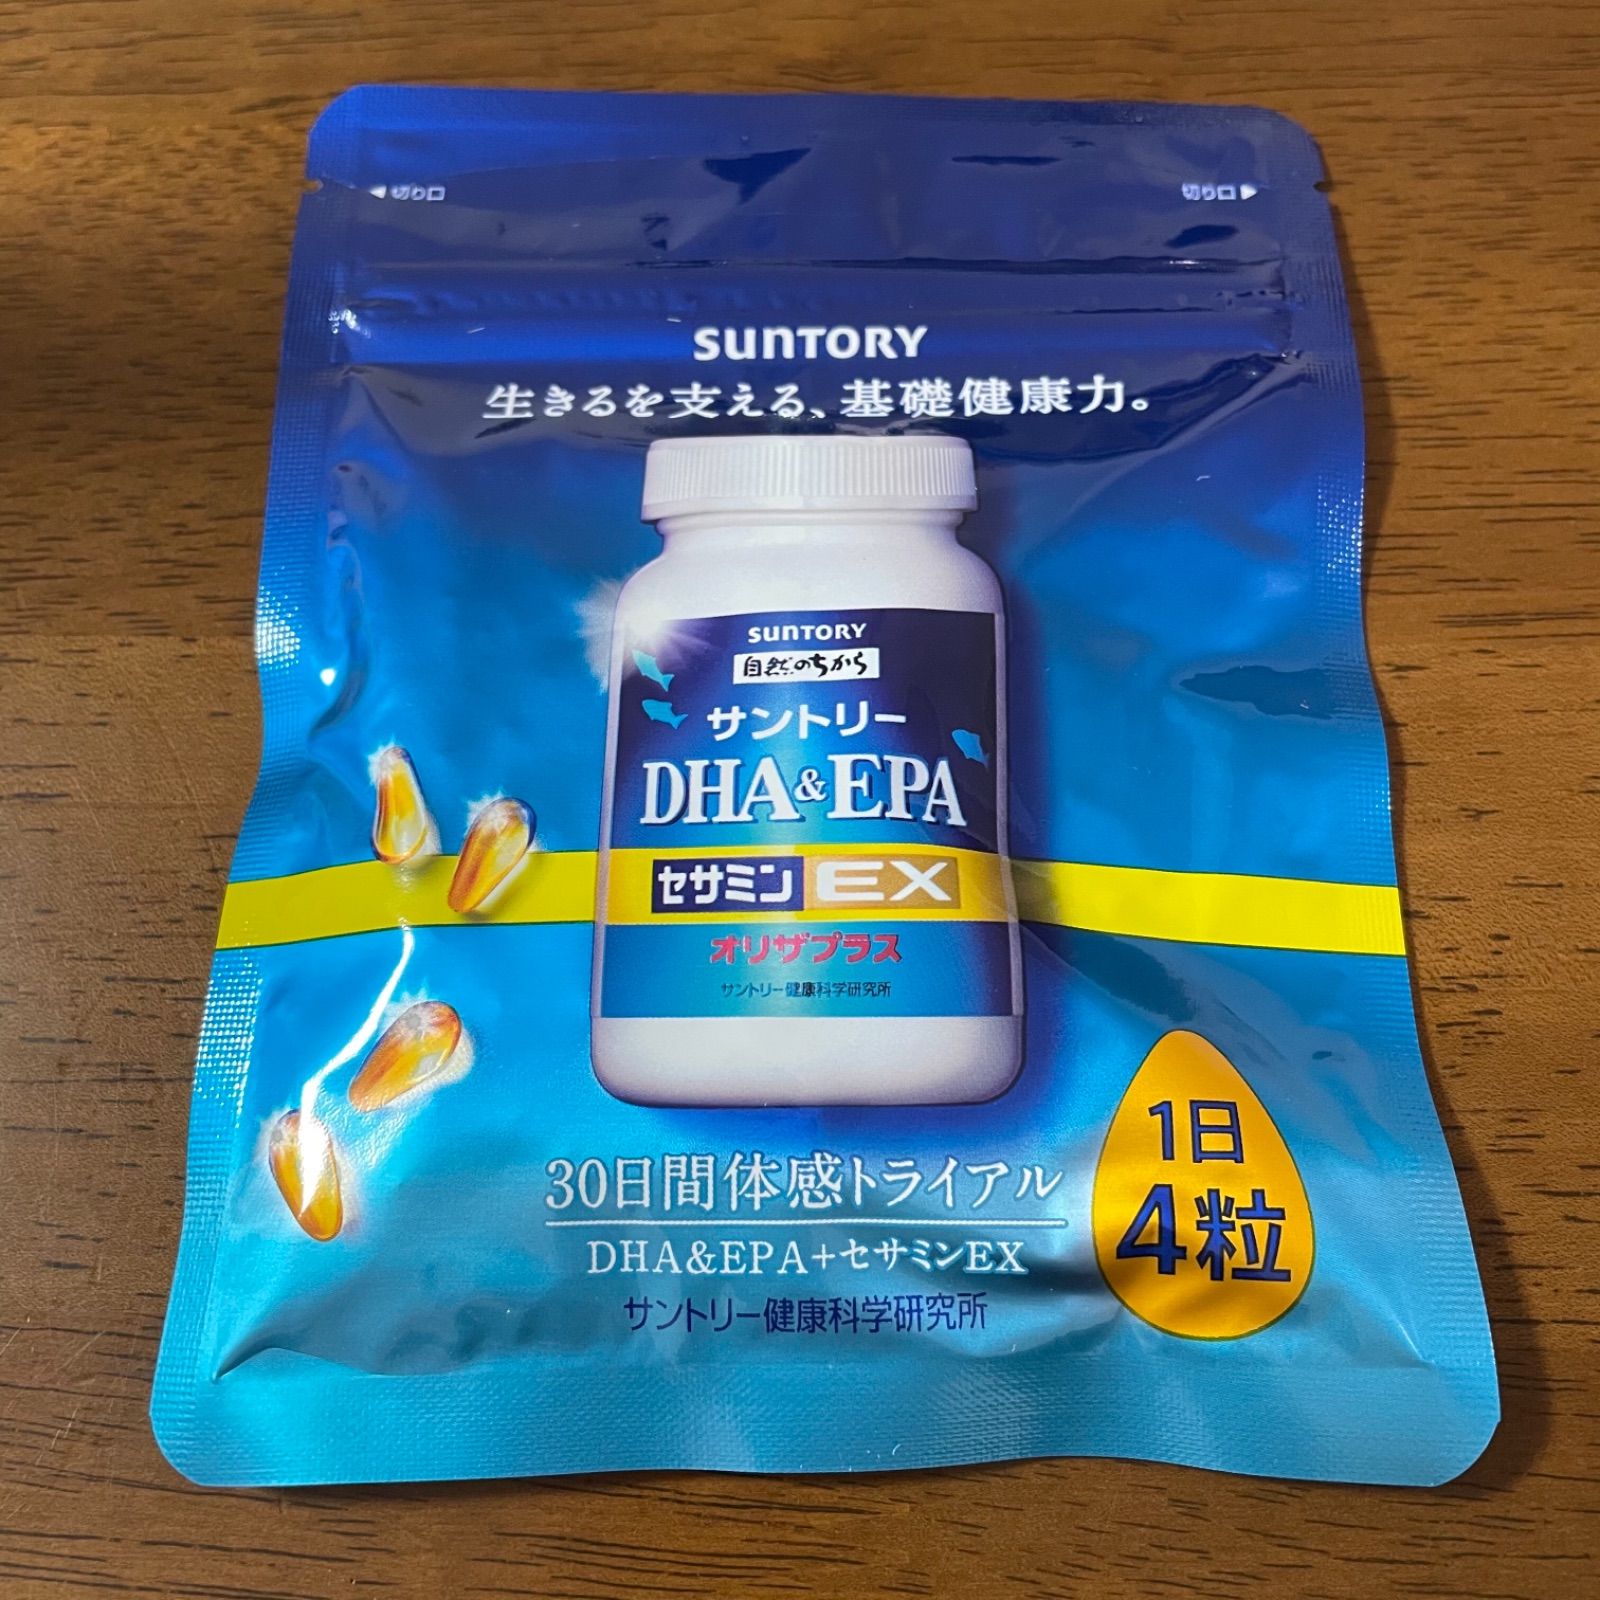 切り口
切り口
SUNTORY
生きるを支える、基礎健康力。
SUNTORY
自然のちから
サントリー
DHA&EPA
セサミンEX
オリザプラス
サントリー健康科学研究所
30日間体感トライアル
DHA&EPA+セサミンEX
サントリー健康科学研究所
1日
4粒